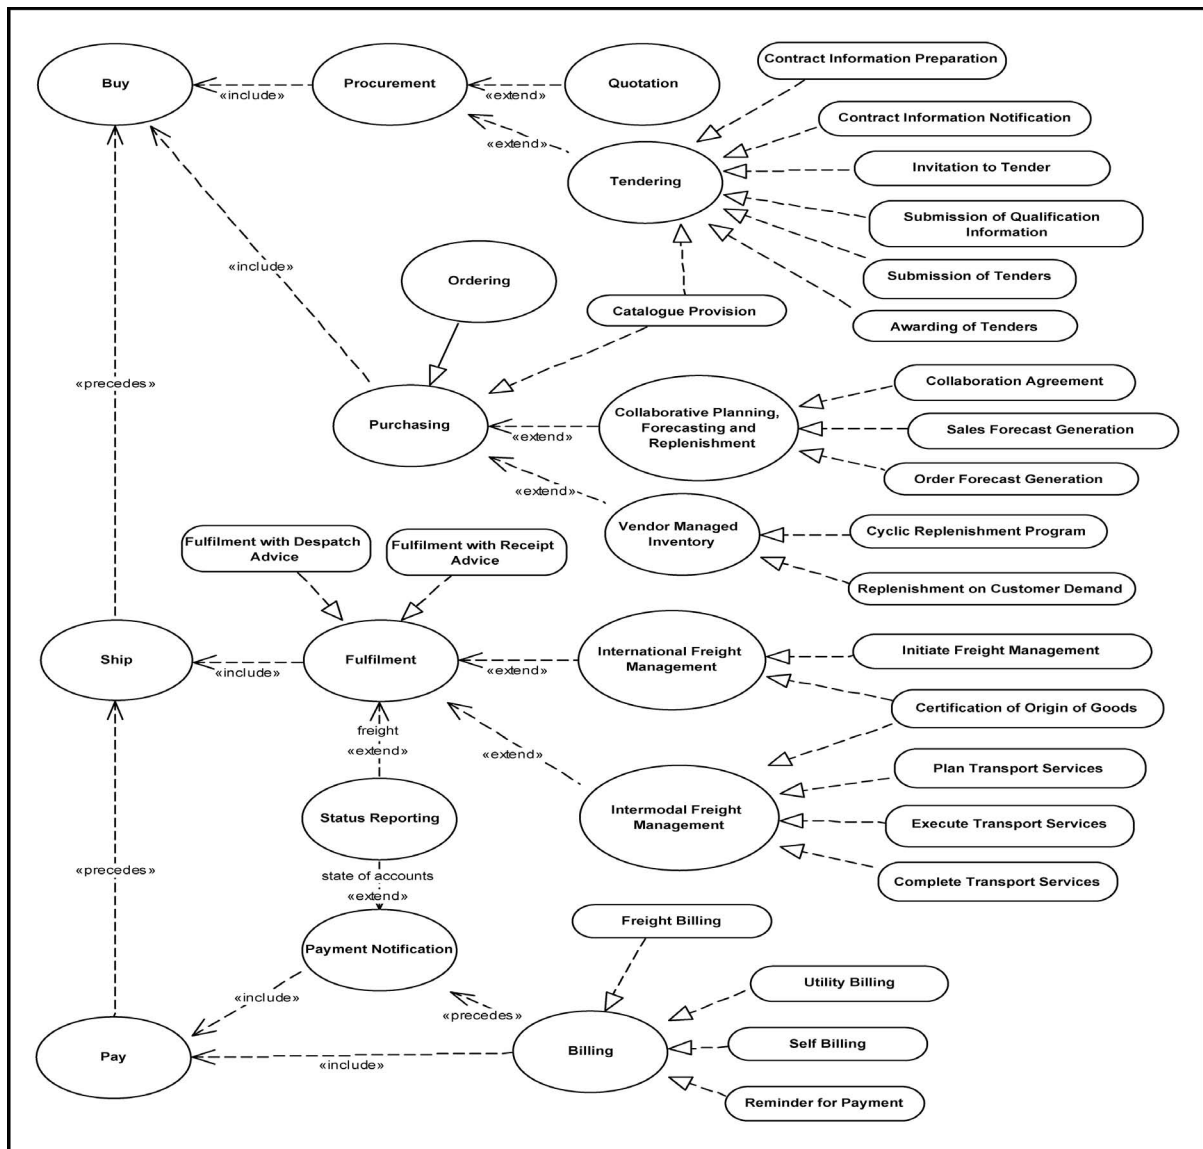 Buy
«include»
Procurement
«extend»
Quotation
«extend»
Tendering
Contract Information Preparation
Contract Information Notification
Invitation to Tender
Submission of Qualification
Information
Submission of Tenders
Awarding of Tenders
«include»
Ordering
Catalogue Provision
«precedes»
Purchasing
«extend»
Collaborative Planning,
Forecasting and
Replenishment
Collaboration Agreement
Sales Forecast Generation
Order Forecast Generation
«extend»
Vendor Managed
Inventory
Cyclic Replenishment Program
Replenishment on Customer Demand
Fulfilment with Despatch
Advice
Fulfilment with Receipt
Advice
Ship
«include»
Fulfilment
«extend»
International Freight
Management
Initiate Freight Management
Certification of Origin of Goods
freight
«extend»
«extend»
Intermodal Freight
Management
Plan Transport Services
Execute Transport Services
Complete Transport Services
Status Reporting
«precedes»
state of accounts
«extend»
Payment Notification
Freight Billing
«include»
«precedes»
Utility Billing
Pay
«include»
Billing
Self Billing
Reminder for Payment